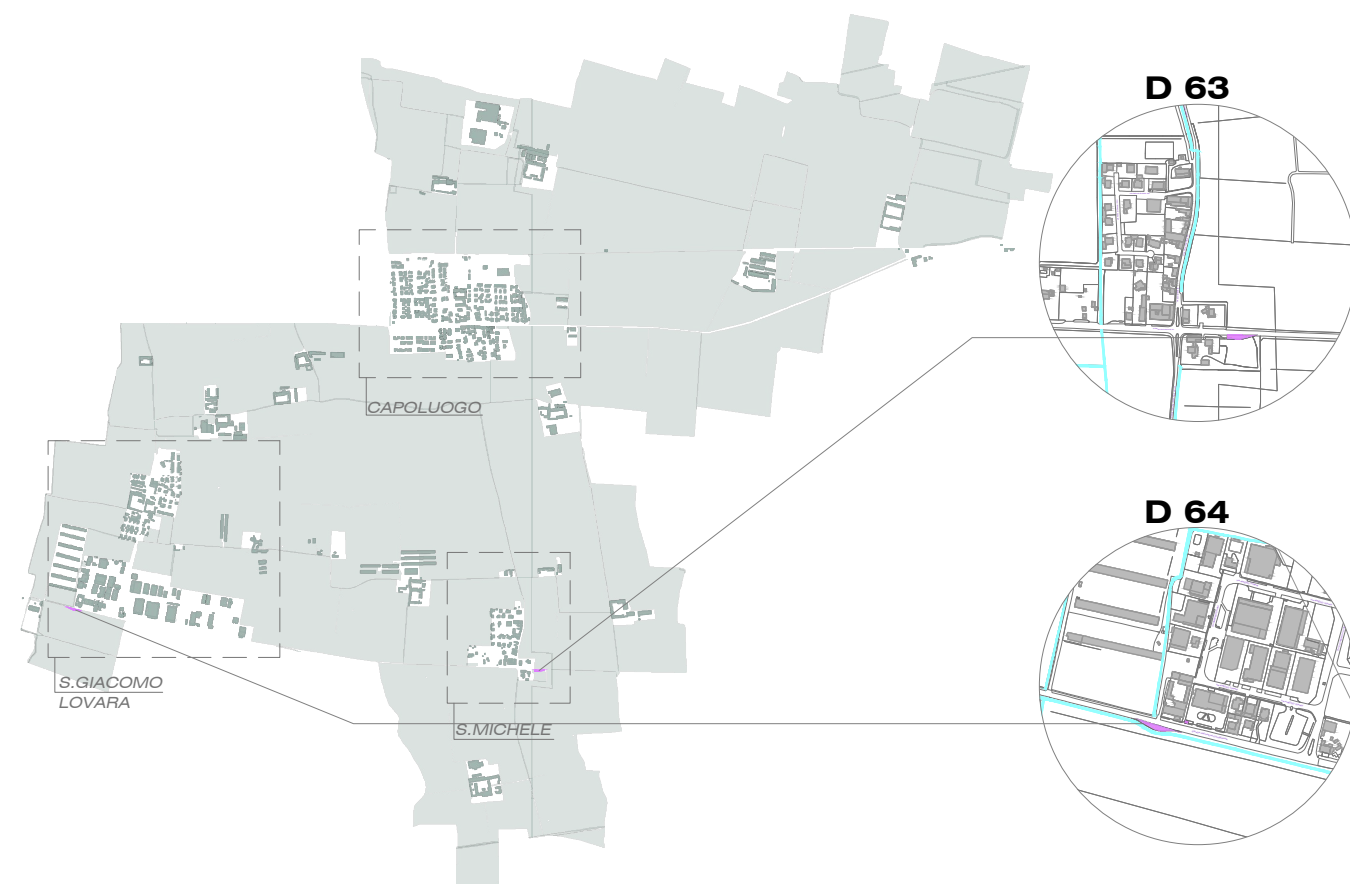 D 63
CAPOLUOGO
D 64
S.GIACOMO
LOVARA
S.MICHELE